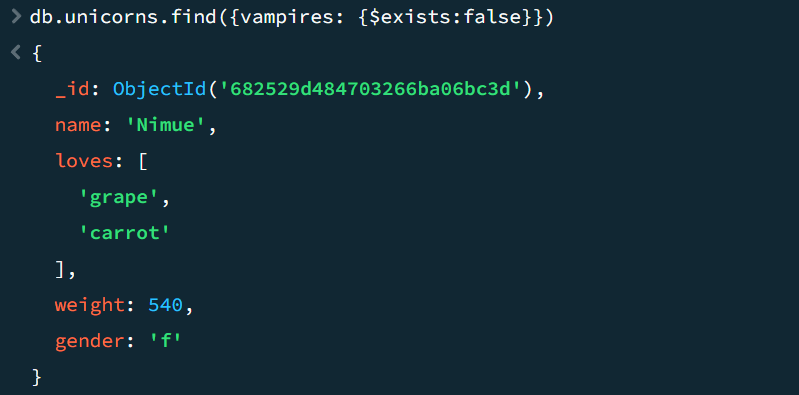 > db.unicorns.find({vampires: {$exists:false}})
< {
    _id: ObjectId('682529d484703266ba06bc3d'),
    name: 'Nimue',
    loves: [
      'grape',
      'carrot'
    ],
    weight: 540,
    gender: 'f'
  }